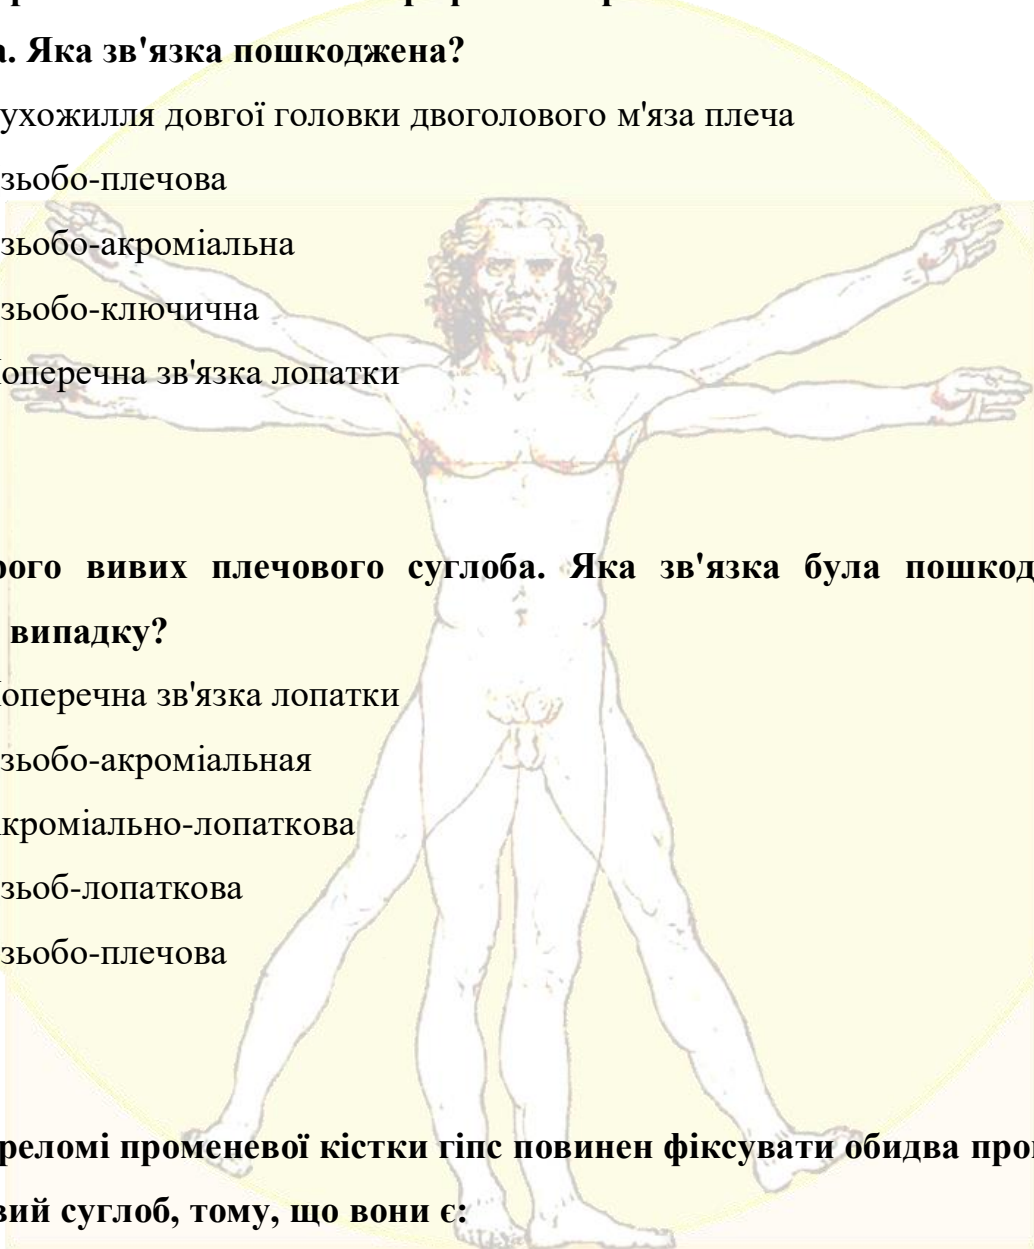 а. Яка зв'язка пошкоджена?
ухожилля довгої головки двоголового м'яза плеча
зьобо-плечова
зьобо-акроміальна
зьобо-ключична
оперечна зв'язка лопатки
рого вивих плечового суглоба. Яка зв'язка була пошкод
випадку?
оперечна зв'язка лопатки
зьобо-акроміальная
кроміально-лопаткова
зьоб-лопаткова
зьобо-плечова
реломі променевої кістки гіпс повинен фіксувати обидва про
вий суглоб, тому, що вони є: